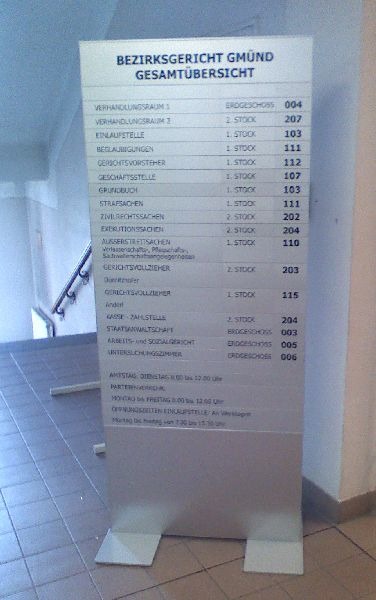 BEZIRKSGERICHT GMÜND
GESAMTÜBERSICHT
VERHANDLUNGSRAUM 1 ERDGESCHOSS 004
VERHANDLUNGSRAUM 2 2. STOCK 207
EINLAUFSTELLE 1. STOCK 103
BEGLAUBIGUNGEN 1. STOCK 111
GERICHTSVORSTEHER 1. STOCK 112
GESCHÄFTSSTELLE 1. STOCK 107
GRUNDBUCH 1. STOCK 103
STRAFSACHEN 1. STOCK 111
ZIVILRECHTSSACHEN 2. STOCK 202
EXEKUTIONSSACHEN 2. STOCK 204
AUSSERSTREITSACHEN 1. STOCK 110
Verlassenschafts-, Pflegschafts-,
Sachwalterschaftsangelegenheiten
GERICHTSVOLLZIEHER 2. STOCK 203
GERICHTSVOLLZIEHER 1. STOCK 115
Anderl
KASSE - ZAHLSTELLE 2. STOCK 204
STAATSANWALTSCHAFT ERDGESCHOSS 003
ARBEITS- und SOZIALGERICHT ERDGESCHOSS 005
UNTERSUCHUNGSZIMMER ERDGESCHOSS 006
AMTSTAG: DIENSTAG 8.00 bis 12.00 UHR
PARTEIENVERKEHR:
MONTAG bis FREITAG 8.00 bis 12.00 UHR
ÖFFNUNGSZEITEN EINLAUFSTELLE: An Werktagen
Montag bis Freitag von 7.30 bis 15.30 Uhr